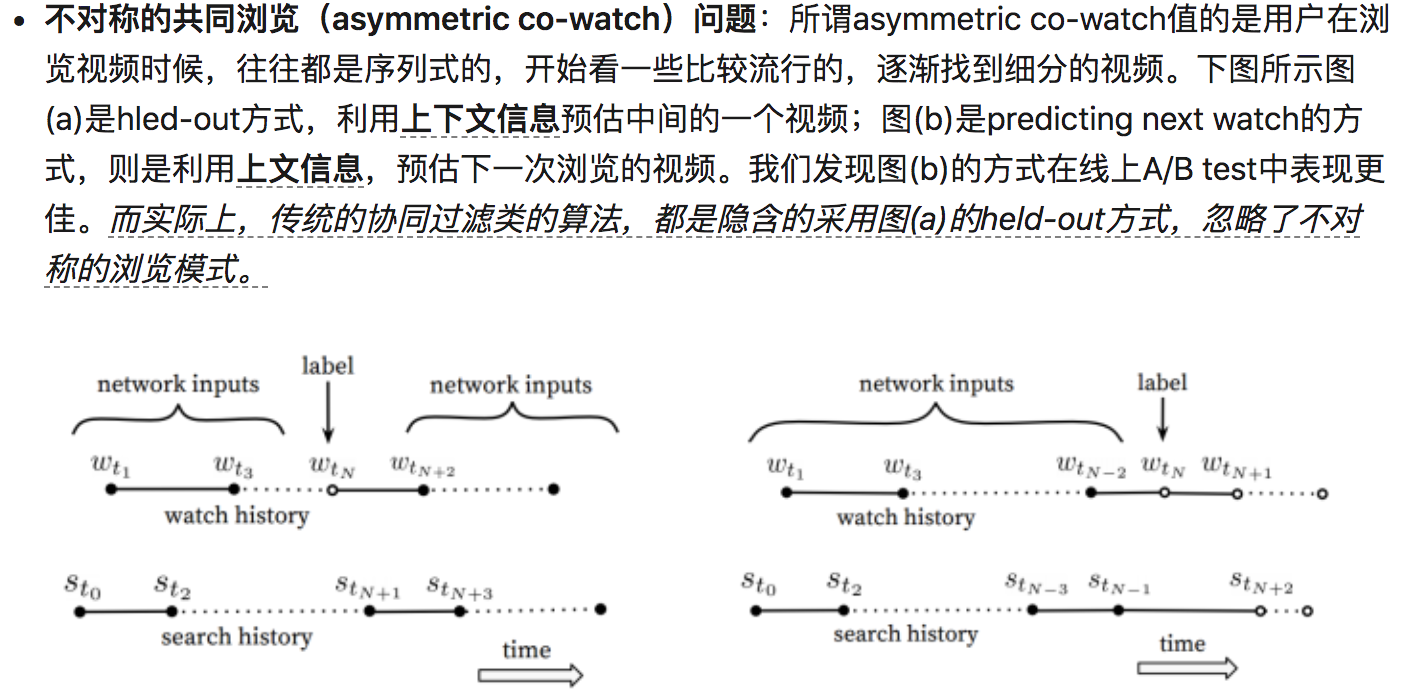 • 不对称的共同浏览（asymmetric co-watch）问题：所谓asymmetric co-watch值的是用户在浏
览视频时候，往往都是序列式的，开始看一些比较流行的，逐渐找到细分的视频。下图所示图
(a)是hled-out方式，利用上下文信息预估中间的一个视频；图(b)是predicting next watch的方
式，则是利用上文信息，预估下一次浏览的视频。我们发现图(b)的方式在线上A/B test中表现更
佳。而实际上，传统的协同过滤类的算法，都是隐含的采用图(a)的held-out方式，忽略了不对
称的浏览模式。
network inputs label network inputs
w_{t_1} w_{t_3} w_{t_N} w_{t_{N+2}}
watch history
s_{t_0} s_{t_2} s_{t_{N+1}} s_{t_{N+3}}
search history
time
network inputs label
w_{t_1} w_{t_3} w_{t_{N-2}} w_{t_N} w_{t_{N+1}}
watch history
s_{t_0} s_{t_2} s_{t_{N-3}} s_{t_{N-1}} s_{t_{N+2}}
search history
time